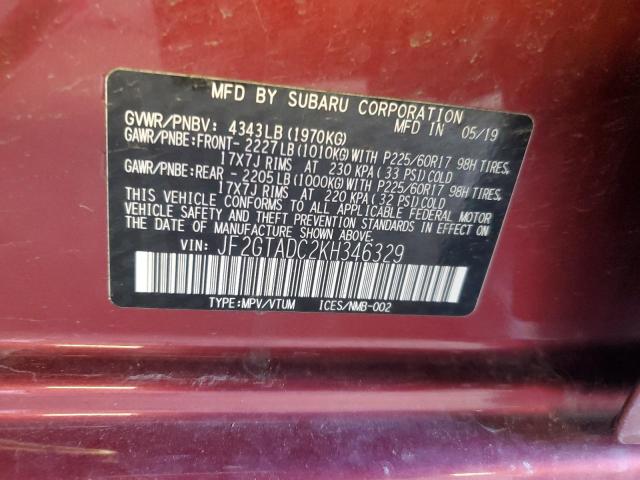 MFD BY SUBARU CORPORATION
GVWR/PNBV: 4343LB(1970KG) MFD IN 05/19
GAWR/PNBE:FRONT- 2227LB(1010KG)WITH P225/60R17 98H TIRES,
17X7J RIMS AT 230 KPA(33 PSI)COLD
GAWR/PNBE:REAR - 2205LB(1000KG)WITH P225/60R17 98H TIRES,
17X7J RIMS AT 220 KPA(32 PSI)COLD
THIS VEHICLE CONFORMS TO ALL APPLICABLE FEDERAL MOTOR
VEHICLE SAFETY AND THEFT PREVENTION STANDARDS IN EFFECT
ON THE DATE OF MANUFACTURE SHOWN ABOVE.
VIN: JF2GTADC2KH346329
TYPE:MPV/VTUM ICES/NMB-002